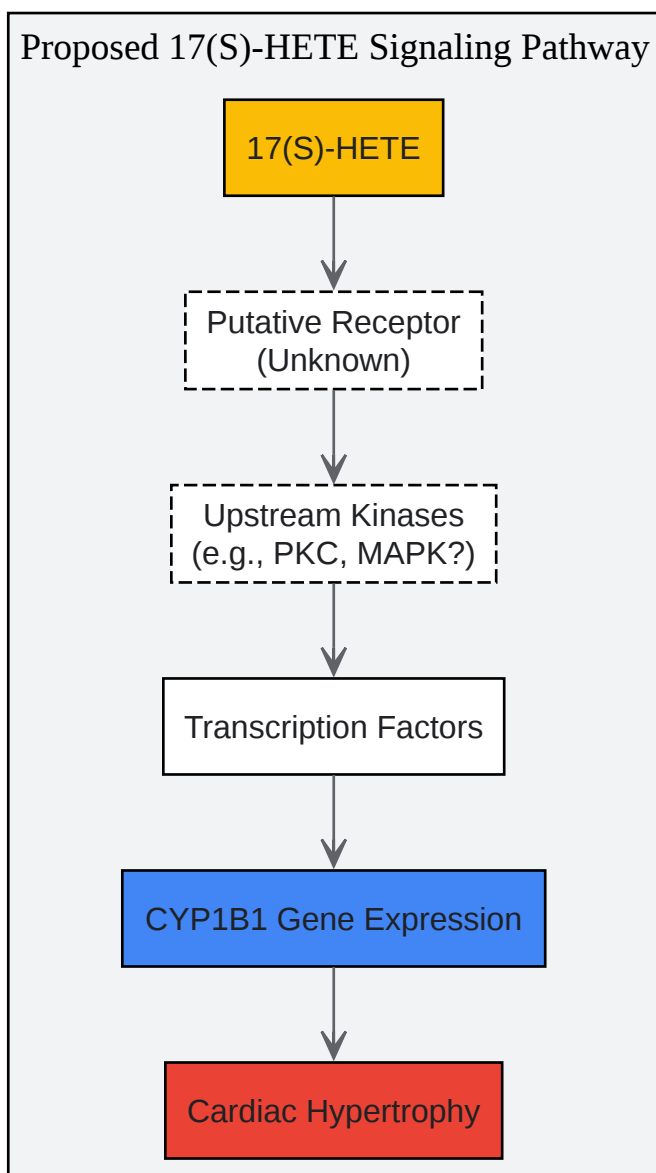 Proposed 17(S)-HETE Signaling Pathway
17(S)-HETE
Putative Receptor
(Unknown)
Upstream Kinases
(e.g., PKC, MAPK?)
Transcription Factors
CYP1B1 Gene Expression
Cardiac Hypertrophy